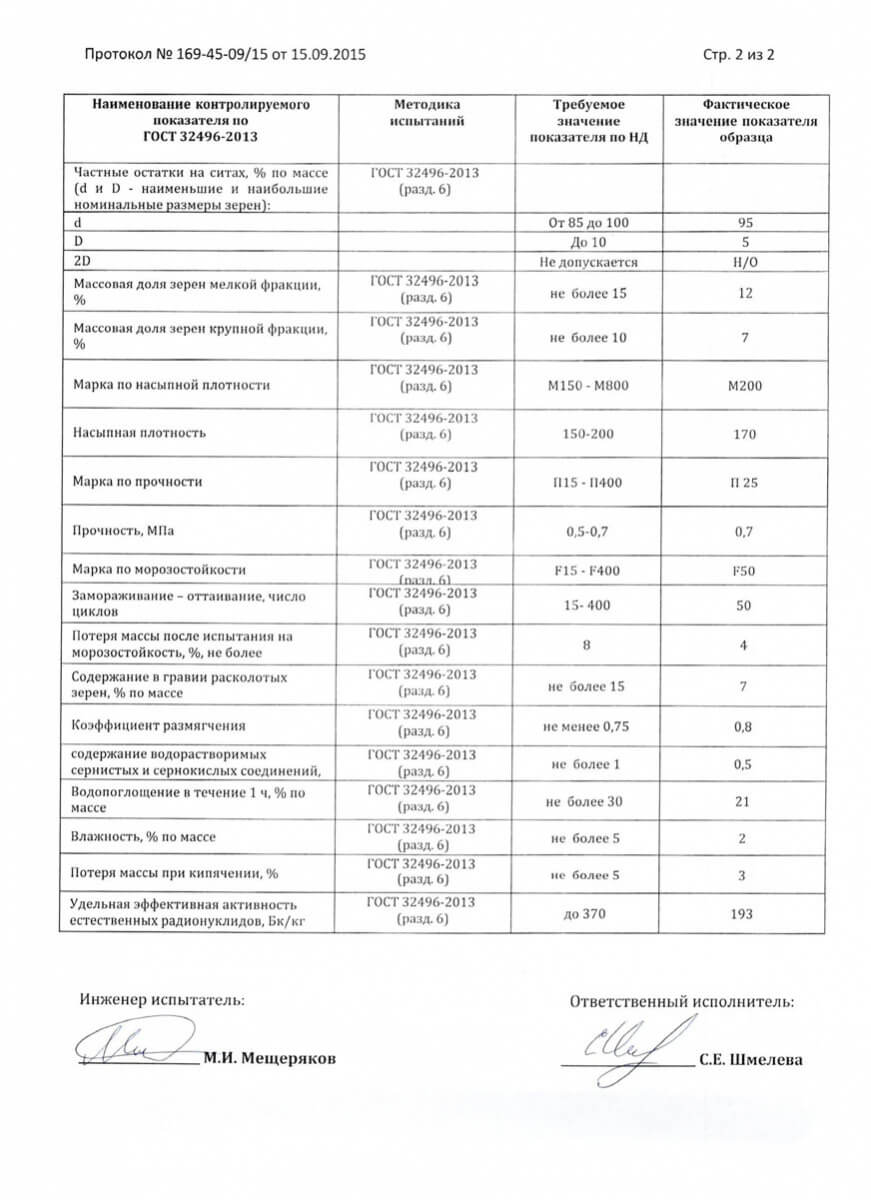 Протокол № 169-45-09/15 от 15.09.2015 Стр. 2 из 2
Наименование контролируемого показателя по ГОСТ 32496-2013 Методика испытаний Требуемое значение показателя по НД Фактическое значение показателя образца
Частные остатки на ситах, % по массе ГОСТ 32496-2013
(d и D - наименьшие и наибольшие (разд. 6)
номинальные размеры зерен):
d От 85 до 100 95
D До 10 5
2D Не допускается Н/О
Массовая доля зерен мелкой фракции, ГОСТ 32496-2013
% (разд. 6) не более 15 12
Массовая доля зерен крупной фракции, ГОСТ 32496-2013
% (разд. 6) не более 10 7
ГОСТ 32496-2013
Марка по насыпной плотности (разд. 6) М150 - М800 М200
ГОСТ 32496-2013
Насыпная плотность (разд. 6) 150-200 170
ГОСТ 32496-2013
Марка по прочности (разд. 6) П15 - П400 П 25
ГОСТ 32496-2013
Прочность, МПа (разд. 6) 0,5-0,7 0,7
Марка по морозостойкости ГОСТ 32496-2013 F15 - F400 F50
(разд. 6)
Замораживание – оттаивание, число ГОСТ 32496-2013
циклов (разд. 6) 15- 400 50
Потеря массы после испытания на ГОСТ 32496-2013
морозостойкость, %, не более (разд. 6) 8 4
Содержание в гравии расколотых ГОСТ 32496-2013
зерен, % по массе (разд. 6) не более 15 7
Коэффициент размягчения ГОСТ 32496-2013
(разд. 6) не менее 0,75 0,8
содержание водорастворимых ГОСТ 32496-2013
сернистых и сернокислых соединений, (разд. 6) не более 1 0,5
Водопоглощение в течение 1 ч, % по ГОСТ 32496-2013
массе (разд. 6) не более 30 21
Влажность, % по массе ГОСТ 32496-2013
(разд. 6) не более 5 2
Потеря массы при кипячении, % ГОСТ 32496-2013
(разд. 6) не более 5 3
Удельная эффективная активность ГОСТ 32496-2013
естественных радионуклидов, Бк/кг (разд. 6) до 370 193
Инженер испытатель: Ответственный исполнитель:
М.И. Мещеряков С.Е. Шмелева